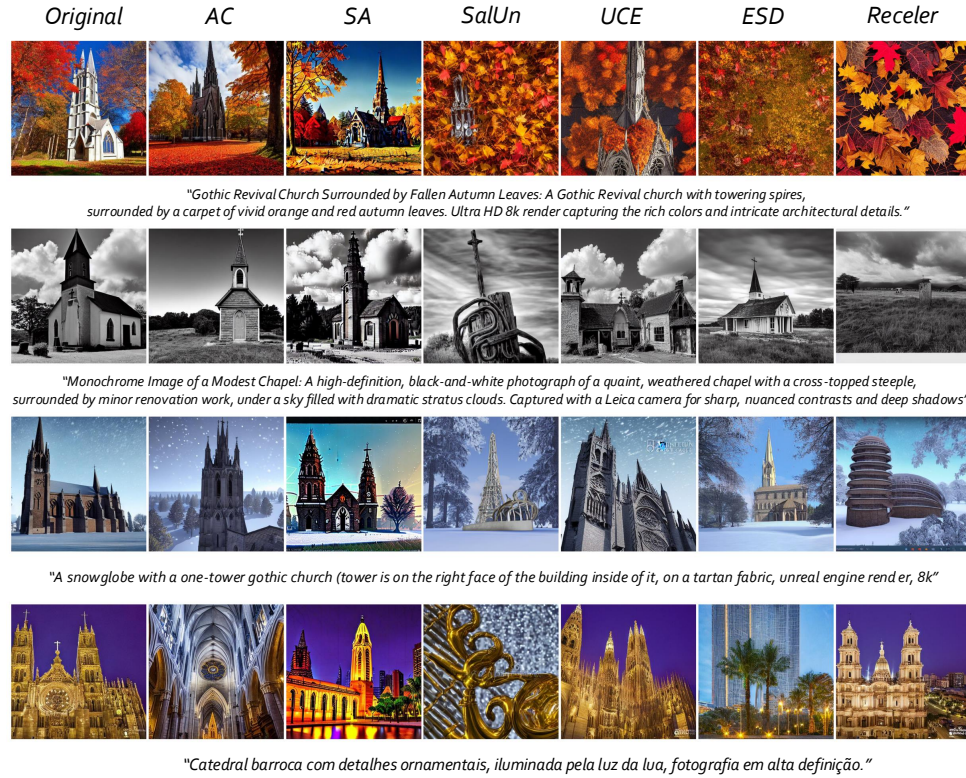 Original AC SA SalUn UCE ESD Receler
"Gothic Revival Church Surrounded by Fallen Autumn Leaves: A Gothic Revival church with towering spires,
surrounded by a carpet of vivid orange and red autumn leaves. Ultra HD 8k render capturing the rich colors and intricate architectural details."
"Monochrome Image of a Modest Chapel: A high-definition, black-and-white photograph of a quaint, weathered chapel with a cross-topped steeple,
surrounded by minor renovation work, under a sky filled with dramatic stratus clouds. Captured with a Leica camera for sharp, nuanced contrasts and deep shadows"
"A snowglobe with a one-tower gothic church (tower is on the right face of the building inside of it, on a tartan fabric, unreal engine render, 8k"
"Catedral barroca com detalhes ornamentais, iluminada pela luz da lua, fotografia em alta definição."